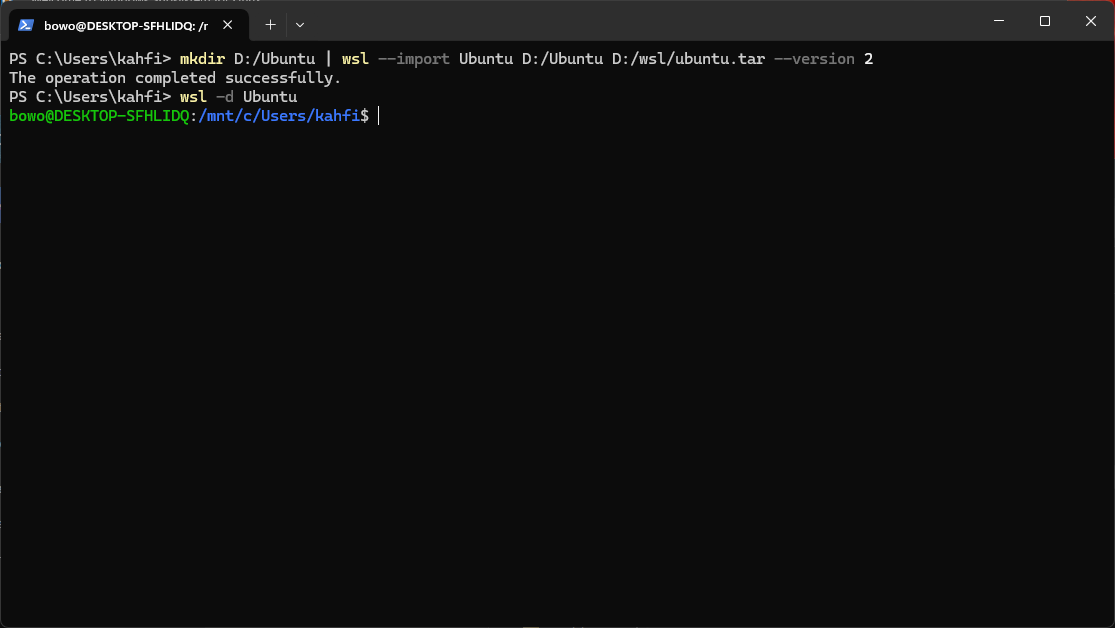 bowo@DESKTOP-SFHLIDQ: /r
PS C:\Users\kahfi> mkdir D:/Ubuntu | wsl --import Ubuntu D:/Ubuntu D:/wsl/ubuntu.tar --version 2
The operation completed successfully.
PS C:\Users\kahfi> wsl -d Ubuntu
bowo@DESKTOP-SFHLIDQ:/mnt/c/Users/kahfi$